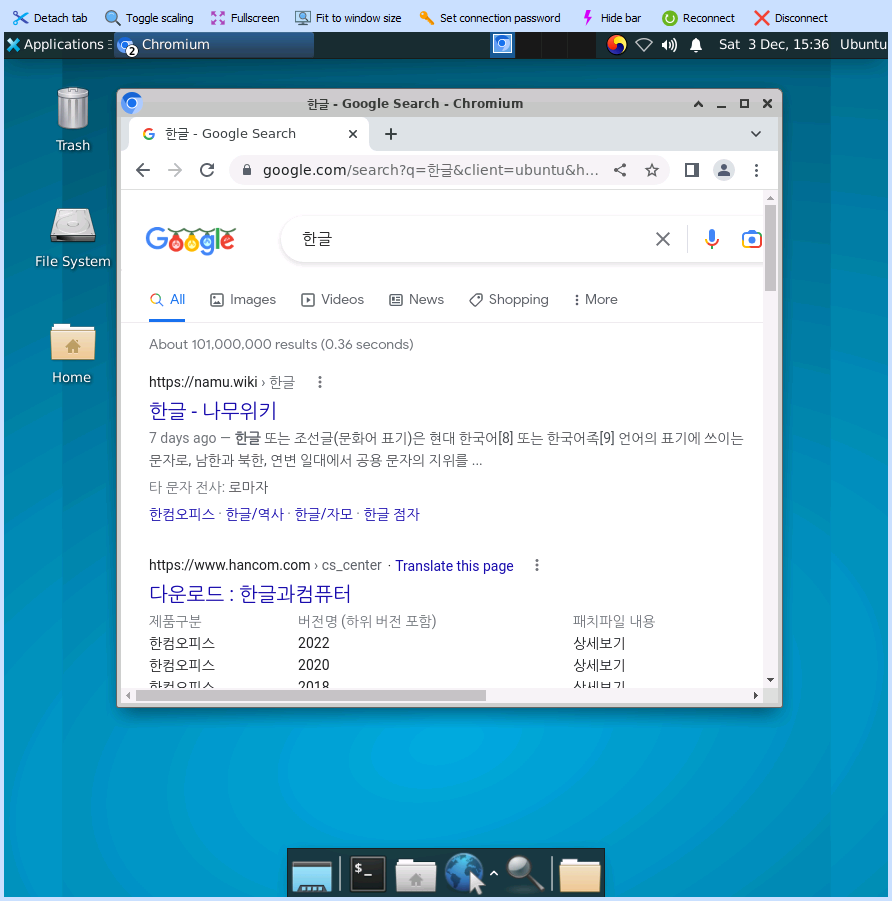 Detach tab Toggle scaling Fullscreen Fit to window size Set connection password Hide bar Reconnect Disconnect
Applications 2 Chromium Sat 3 Dec, 15:36 Ubuntu
Trash
File System
Home
한글 - Google Search - Chromium
한글 - Google Search
google.com/search?q=한글&client=ubuntu&h...
Google 한글
All Images Videos News Shopping More
About 101,000,000 results (0.36 seconds)
https://namu.wiki › 한글
한글 - 나무위키
7 days ago — 한글 또는 조선글(문화어 표기)은 현대 한국어[8] 또는 한국어족[9] 언어의 표기에 쓰이는
문자로, 남한과 북한, 연변 일대에서 공용 문자의 지위를 ...
타 문자 전사: 로마자
한컴오피스 · 한글/역사 · 한글/자모 · 한글 점자
https://www.hancom.com › cs_center · Translate this page
다운로드 : 한글과컴퓨터
제품구분 버전명 (하위 버전 포함) 패치파일 내용
한컴오피스 2022 상세보기
한컴오피스 2020 상세보기
한컴오피스 2018 상세보기
$_